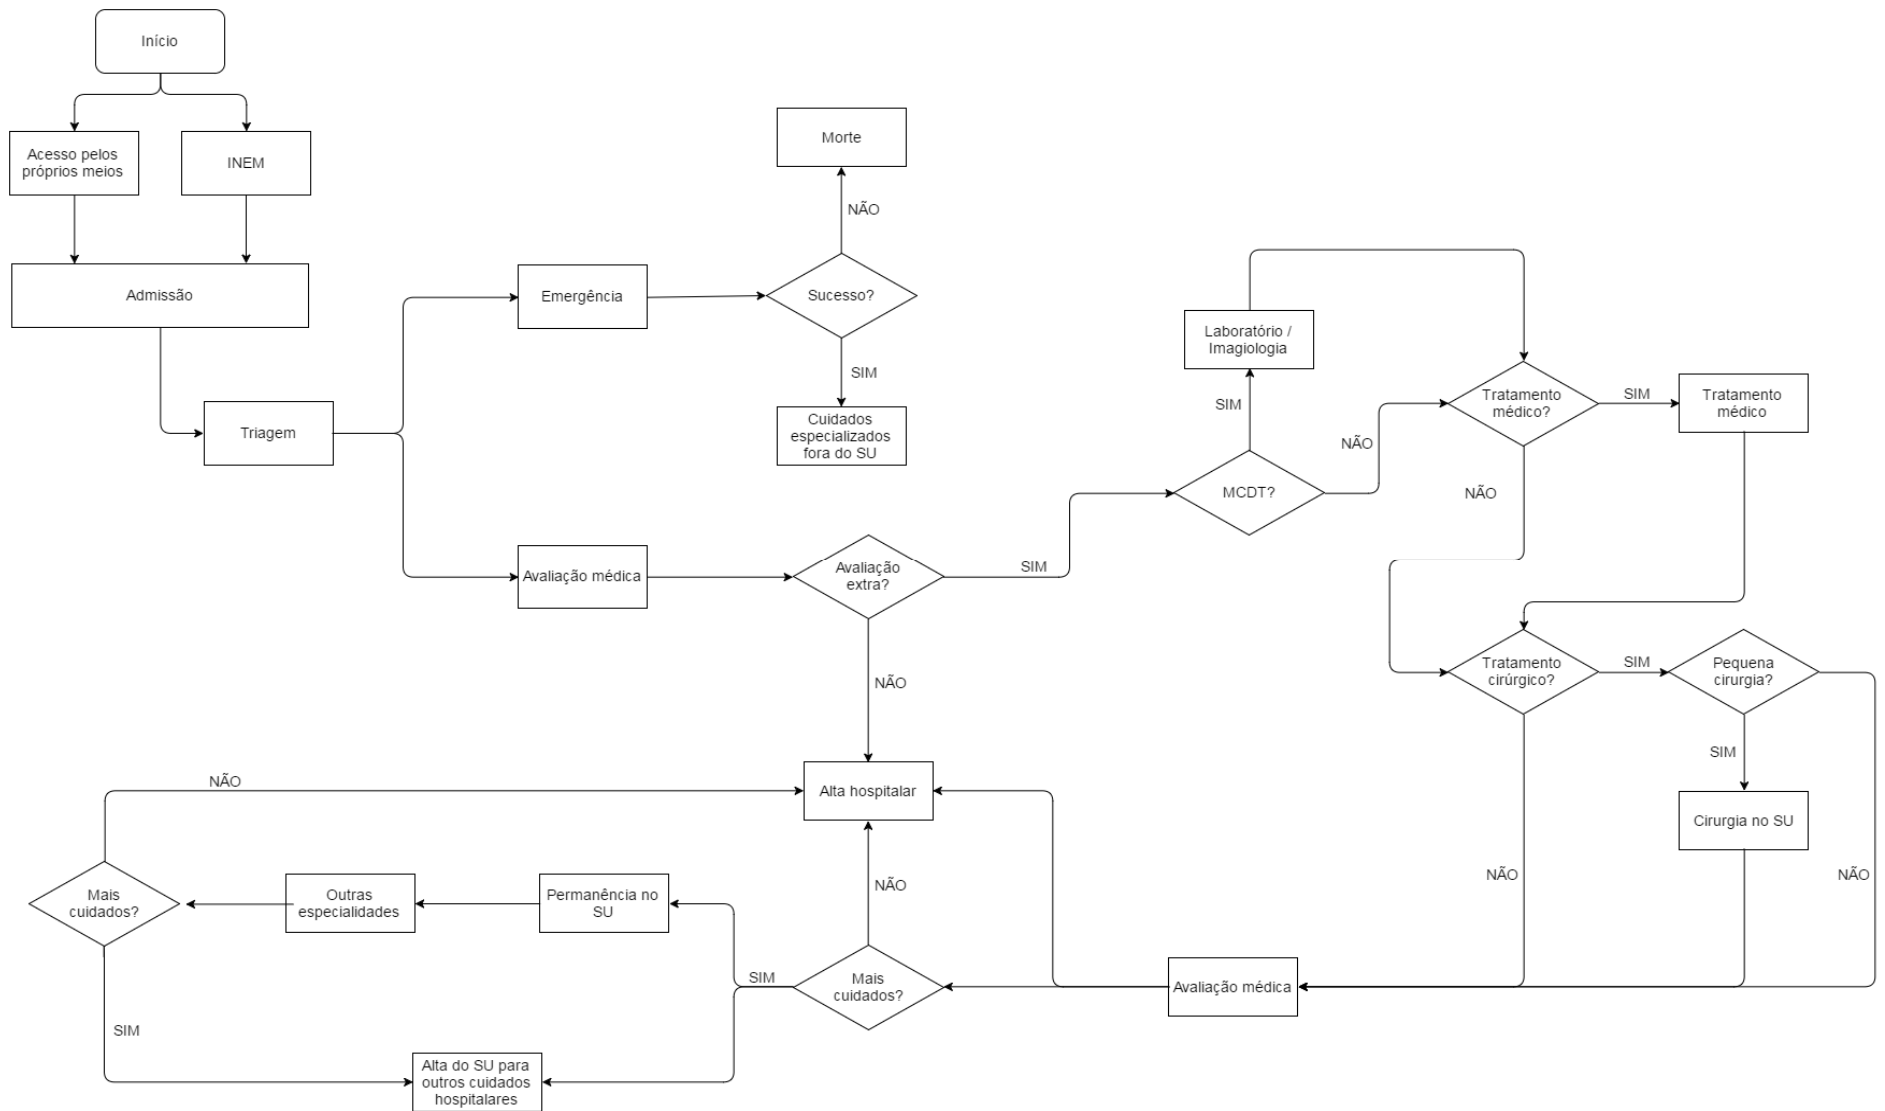 Início
Acesso pelos
próprios meios
INEM
Admissão
Triagem
Emergência
Sucesso?
NÃO
Morte
SIM
Cuidados
especializados
fora do SU
Avaliação médica
Avaliação
extra?
SIM
NÃO
MCDT?
SIM
Laboratório /
Imagiologia
NÃO
Tratamento
médico?
SIM
Tratamento
médico
NÃO
Tratamento
cirúrgico?
SIM
Pequena
cirurgia?
SIM
Cirurgia no SU
NÃO
NÃO
Avaliação médica
Mais
cuidados?
NÃO
Alta hospitalar
SIM
Permanência no
SU
Outras
especialidades
Mais
cuidados?
NÃO
SIM
Alta do SU para
outros cuidados
hospitalares